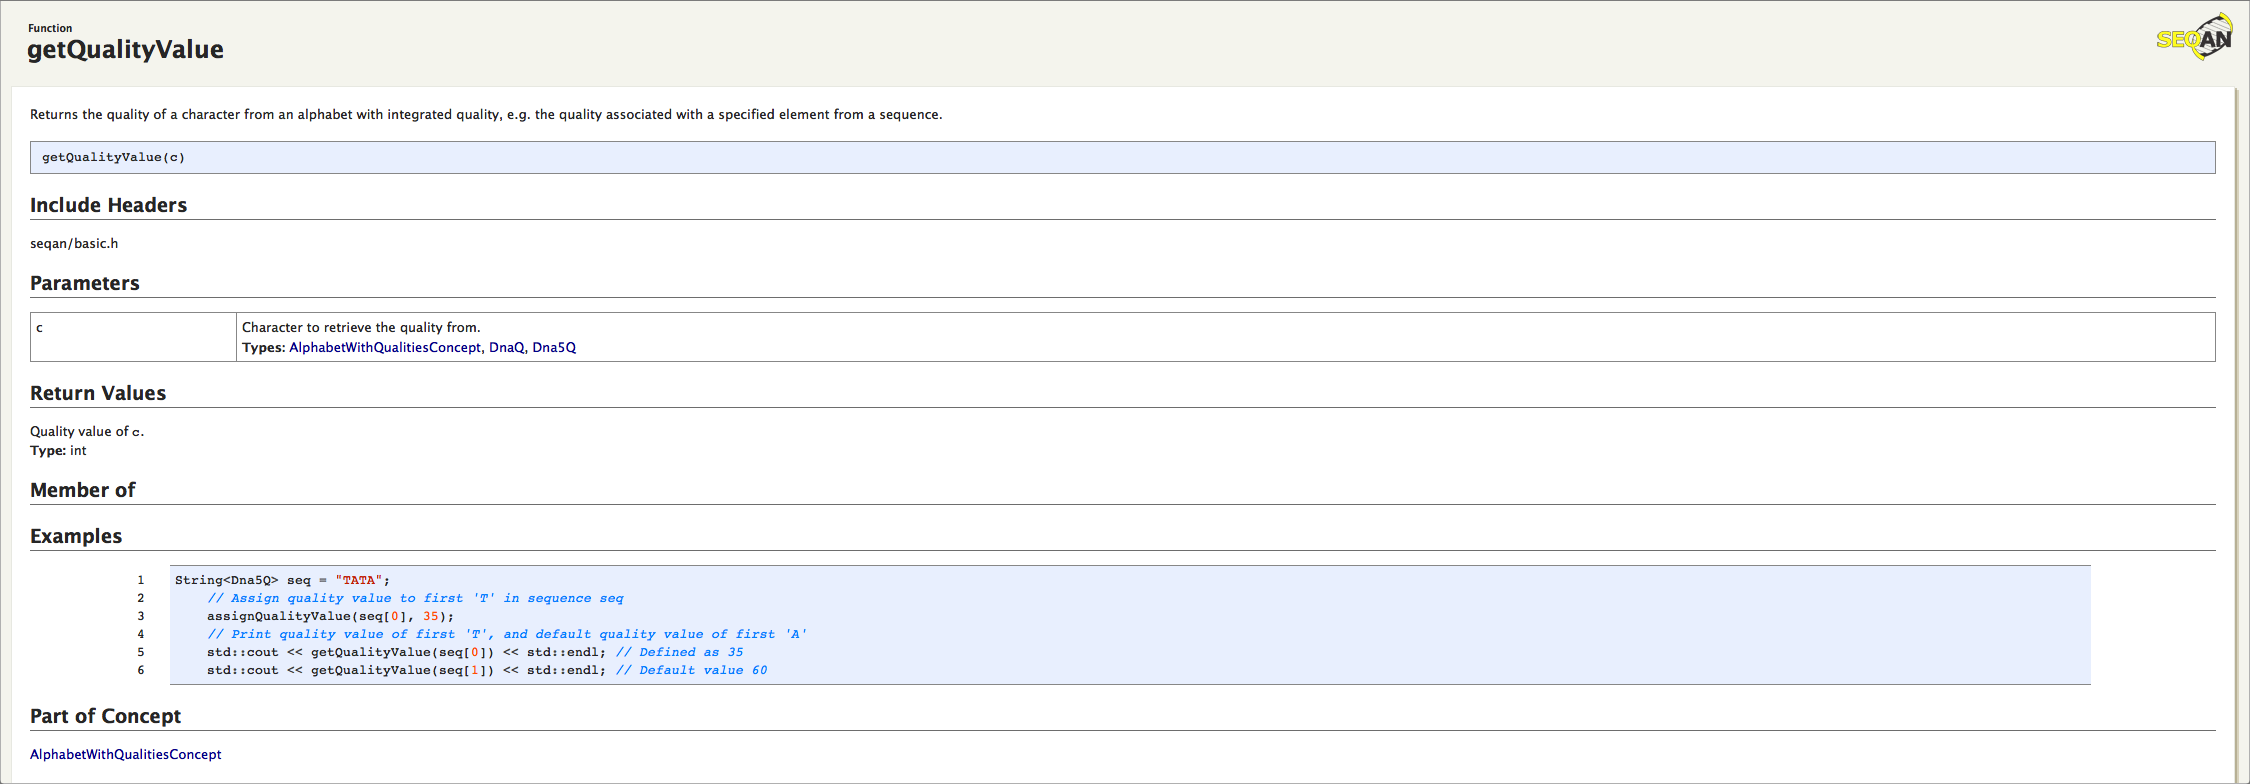 Function
getQualityValue
SEQAN
Returns the quality of a character from an alphabet with integrated quality, e.g. the quality associated with a specified element from a sequence.
getQualityValue(c)
Include Headers
seqan/basic.h
Parameters
c
Character to retrieve the quality from.
Types: AlphabetWithQualitiesConcept, DnaQ, Dna5Q
Return Values
Quality value of c.
Type: int
Member of
Examples
1 String<Dna5Q> seq = "TATA";
2 // Assign quality value to first 'T' in sequence seq
3 assignQualityValue(seq[0], 35);
4 // Print quality value of first 'T', and default quality value of first 'A'
5 std::cout << getQualityValue(seq[0]) << std::endl; // Defined as 35
6 std::cout << getQualityValue(seq[1]) << std::endl; // Default value 60
Part of Concept
AlphabetWithQualitiesConcept